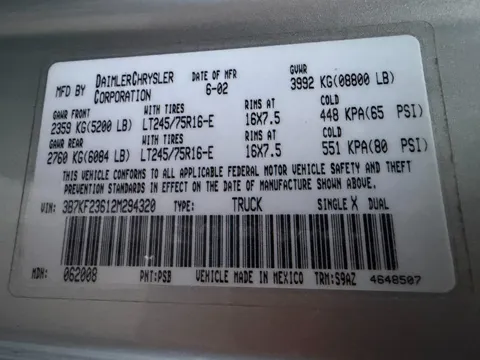 MFD BY DAIMLERCHRYSLER CORPORATION DATE OF MFR 6-02 GVWR 3992 KG(08800 LB)
GAWR FRONT WITH TIRES RIMS AT COLD
2359 KG(5200 LB) LT245/75R16-E 16X7.5 448 KPA(65 PSI)
GAWR REAR WITH TIRES RIMS AT COLD
2760 KG(6084 LB) LT245/75R16-E 16X7.5 551 KPA(80 PSI)
THIS VEHICLE CONFORMS TO ALL APPLICABLE FEDERAL MOTOR VEHICLE SAFETY AND THEFT
PREVENTION STANDARDS IN EFFECT ON THE DATE OF MANUFACTURE SHOWN ABOVE.
VIN: 3B7KF23612M294320 TYPE: TRUCK SINGLE X DUAL
MDH: 062008 PNT:PSB VEHICLE MADE IN MEXICO TRM:S9AZ 4648507